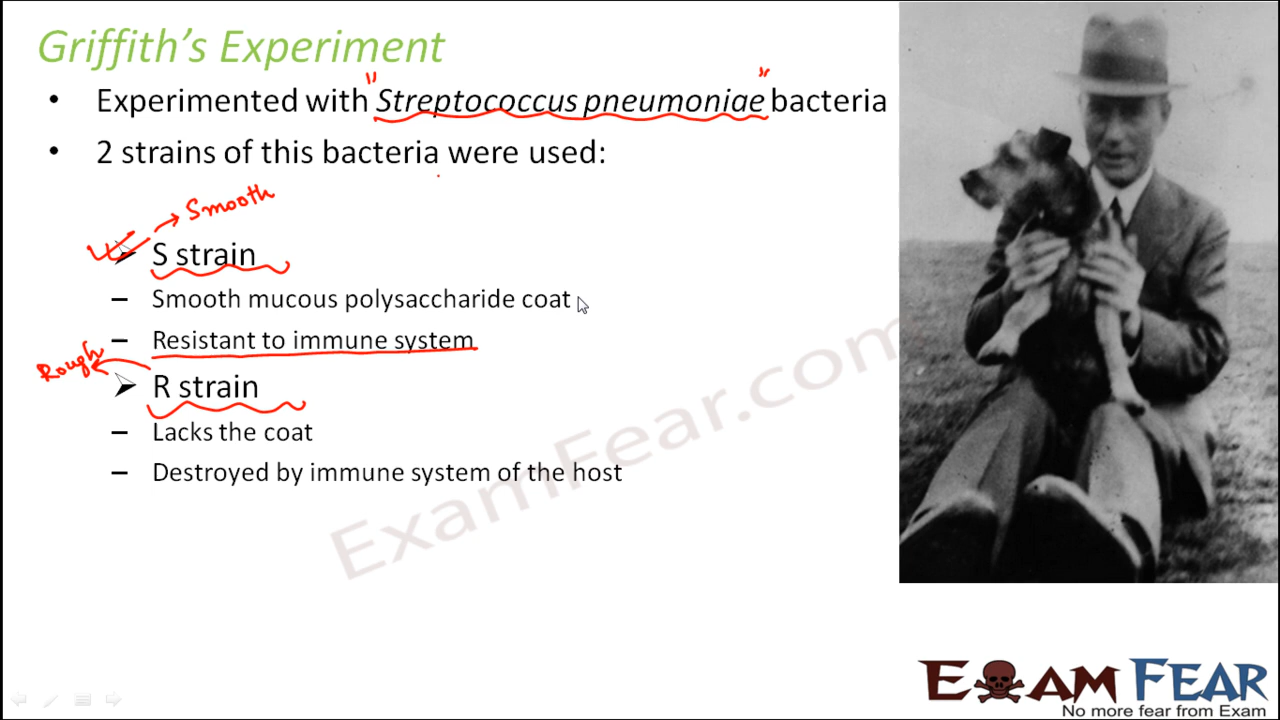 Griffith's Experiment
• Experimented with "Streptococcus pneumoniae" bacteria
• 2 strains of this bacteria were used:
Smooth
➤ S strain
– Smooth mucous polysaccharide coat
– Resistant to immune system
Rough
➤ R strain
– Lacks the coat
– Destroyed by immune system of the host
ExamFear.com
EXAM FEAR
No more fear from Exam